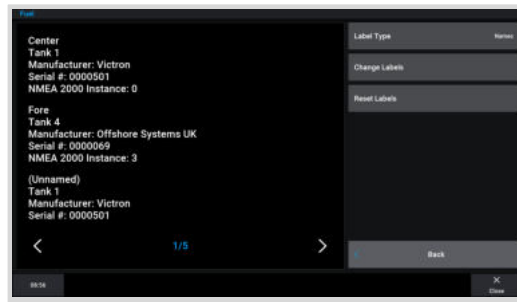 Fuel
Center
Tank 1
Manufacturer: Victron
Serial #: 0000501
NMEA 2000 Instance: 0
Fore
Tank 4
Manufacturer: Offshore Systems UK
Serial #: 0000069
NMEA 2000 Instance: 3
(Unnamed)
Tank 1
Manufacturer: Victron
Serial #: 0000501
1/5
Label Type Names
Change Labels
Reset Labels
Back
Close